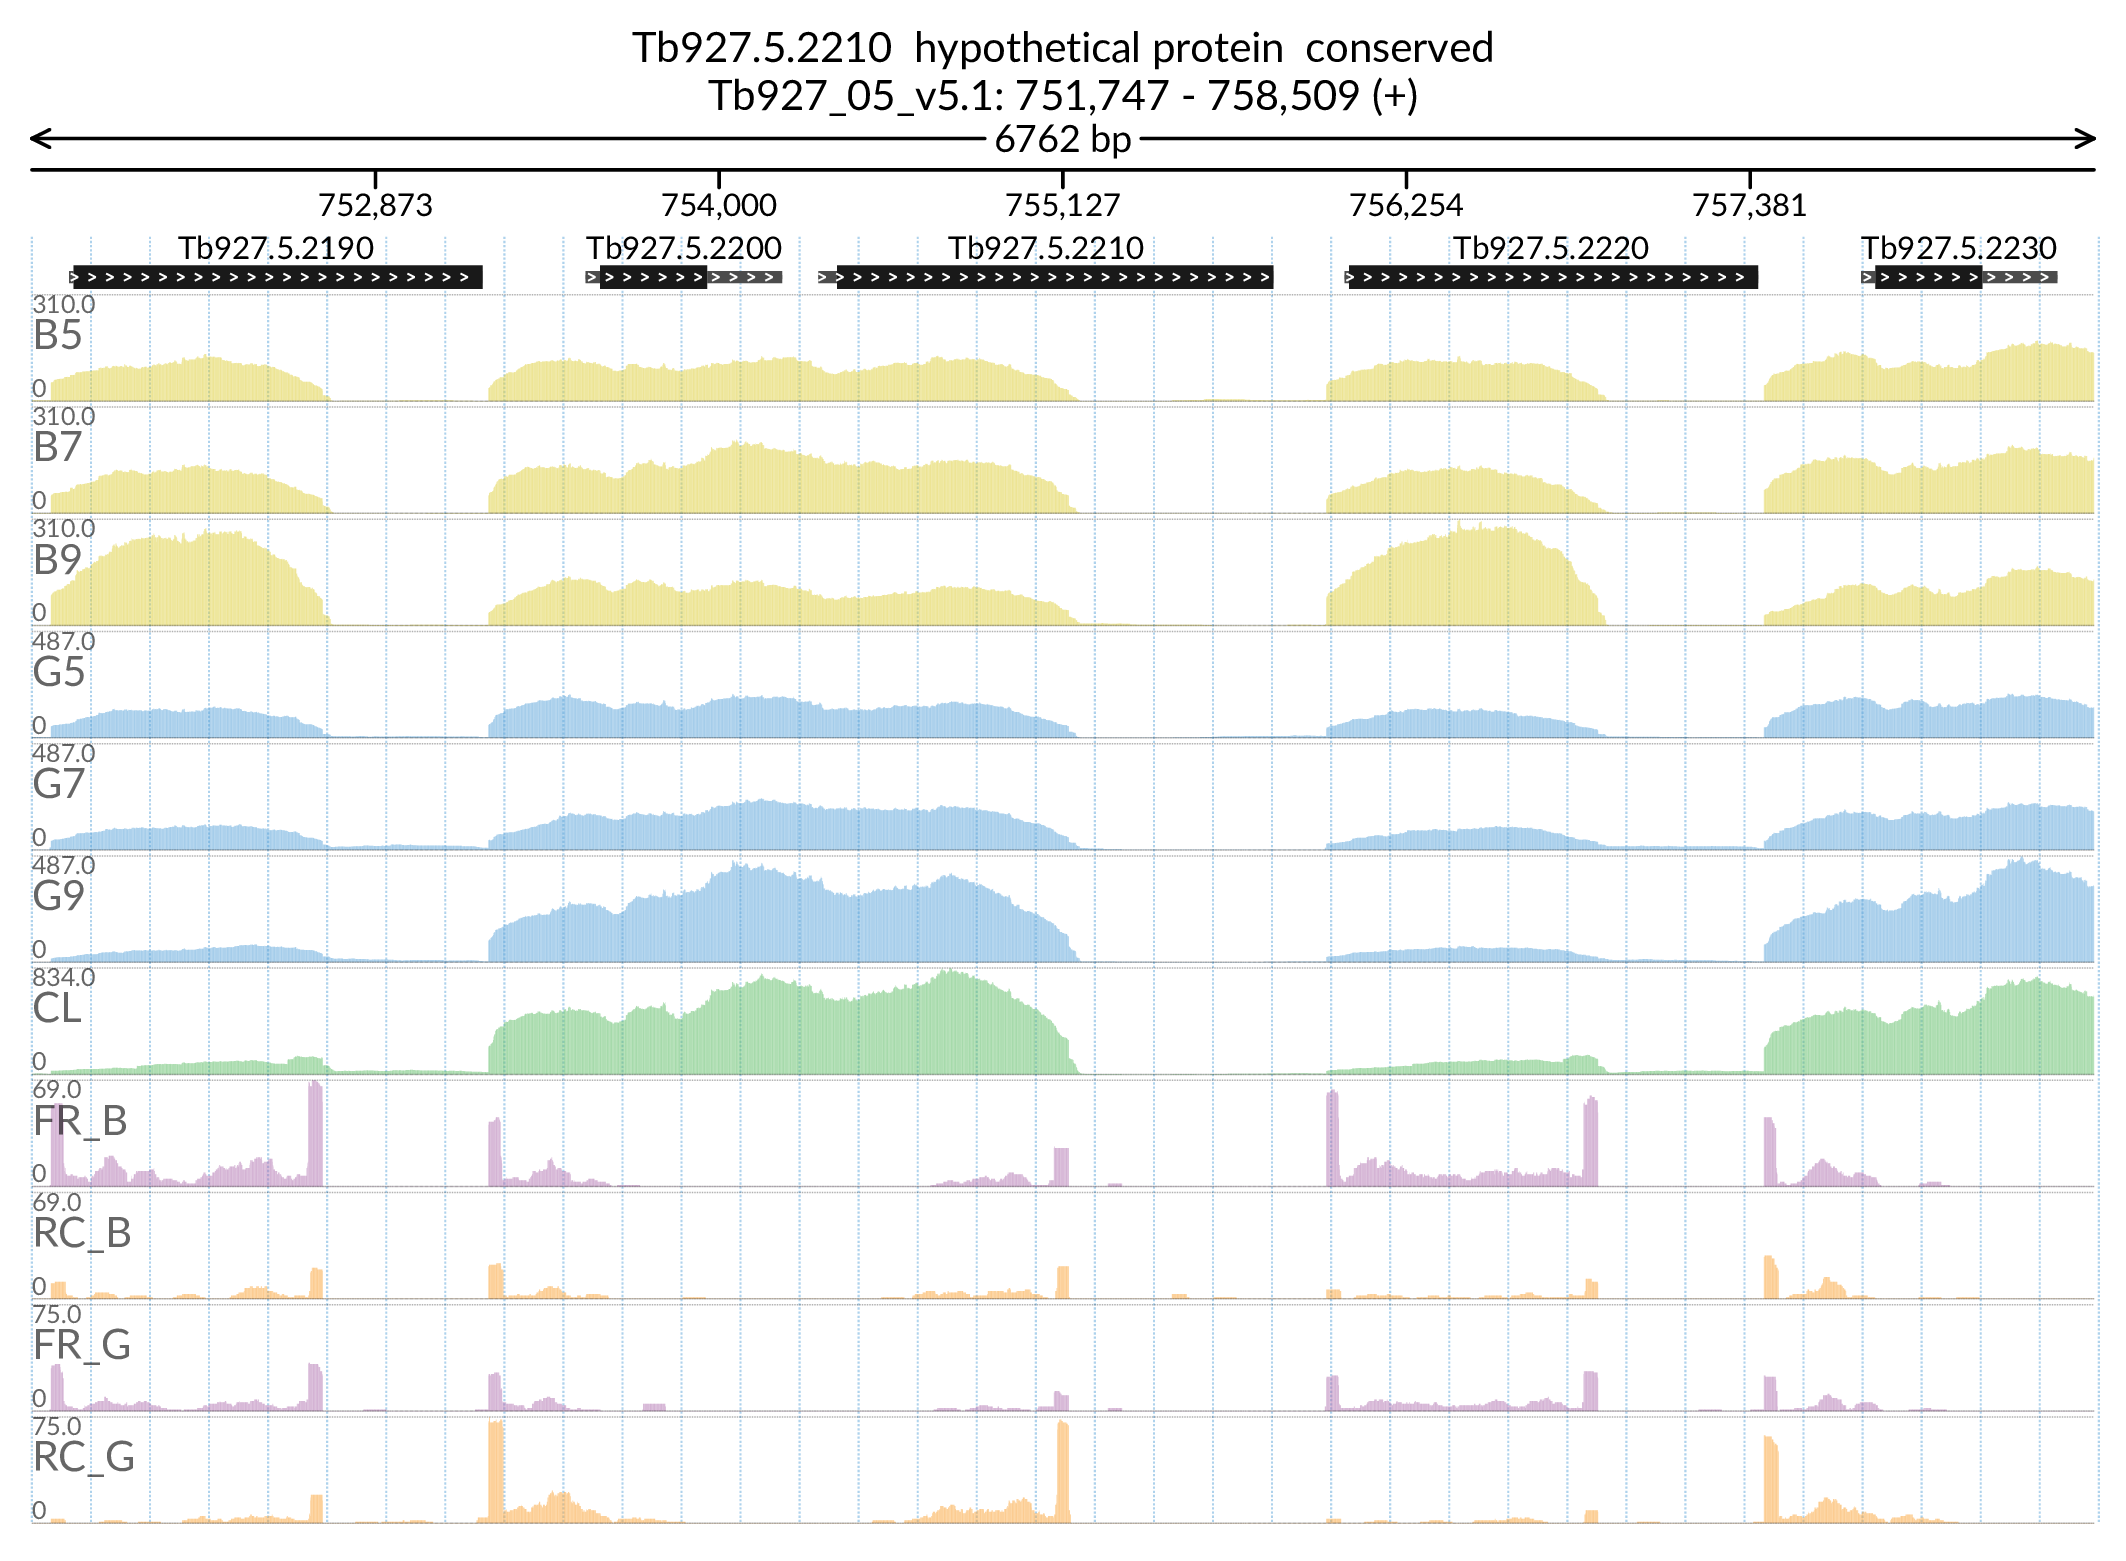 Tb927.5.2210  hypothetical protein  conserved
Tb927_05_v5.1: 751,747 - 758,509 (+)
6762 bp
752,873 754,000 755,127 756,254 757,381
Tb927.5.2190 Tb927.5.2200 Tb927.5.2210 Tb927.5.2220 Tb927.5.2230
310.0
B5
0
310.0
B7
0
310.0
B9
0
487.0
G5
0
487.0
G7
0
487.0
G9
0
834.0
CL
0
69.0
FR_B
0
69.0
RC_B
0
75.0
FR_G
0
75.0
RC_G
0